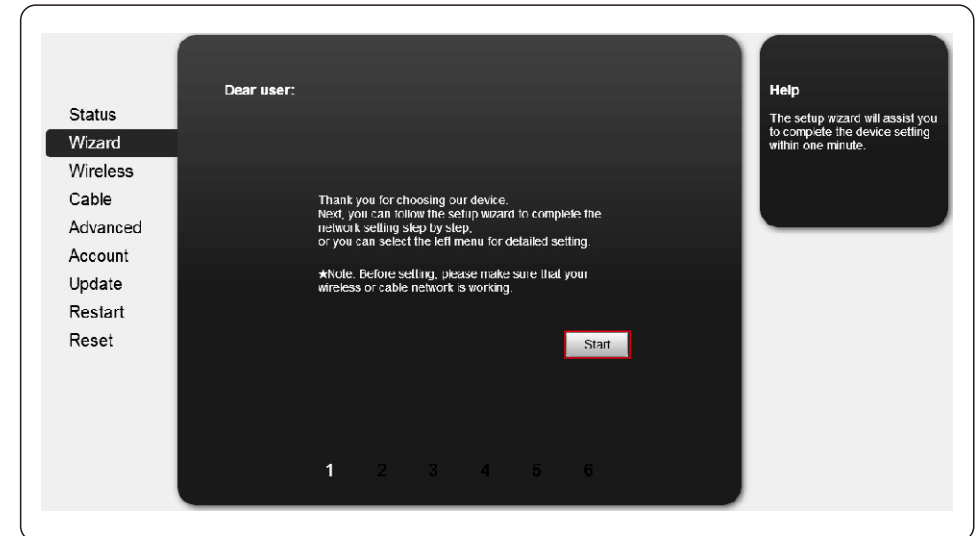 Status
Wizard
Wireless
Cable
Advanced
Account
Update
Restart
Reset
Dear user:
Thank you for choosing our device.
Next, you can follow the setup wizard to complete the
network setting step by step,
or you can select the left menu for detailed setting.
★Note: Before setting, please make sure that your
wireless or cable network is working.
Start
1 2 3 4 5 6
Help
The setup wizard will assist you
to complete the device setting
within one minute.